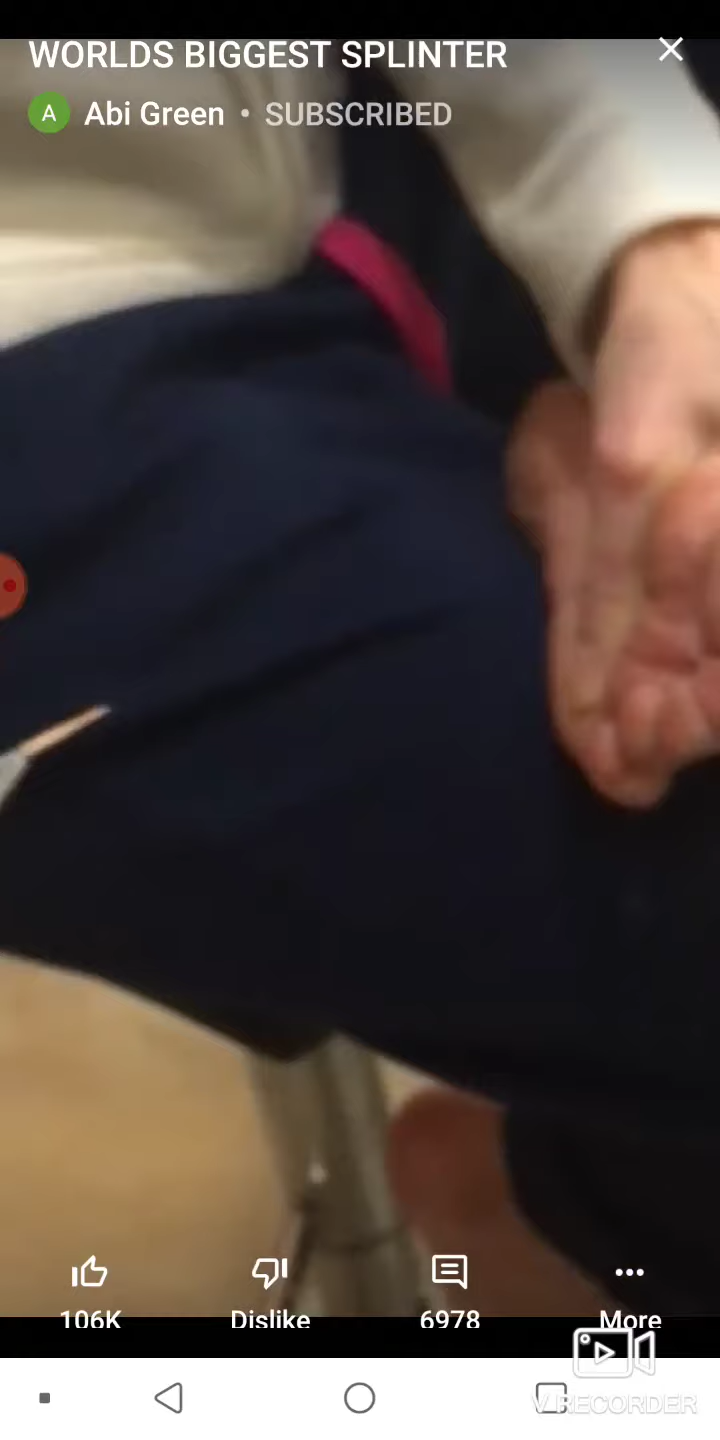 WORLDS BIGGEST SPLINTER
A Abi Green • SUBSCRIBED
106K Dislike 6978 More
V RECORDER